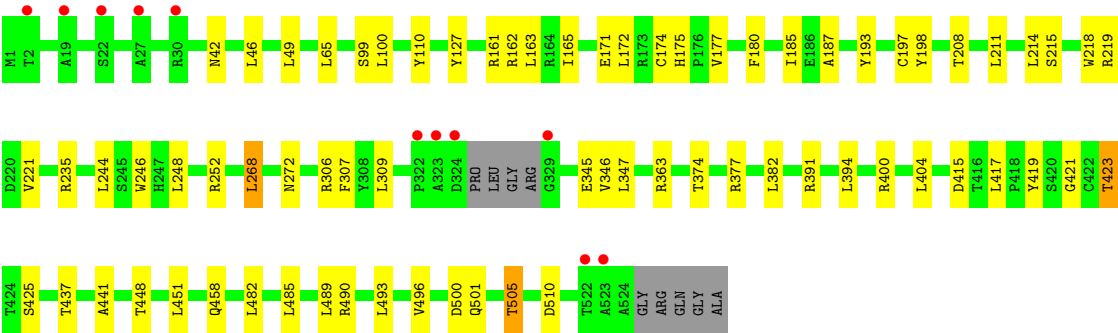 M1 T2 A19 S22 A27 R30 N42 L46 L49 L65 S99 L100 Y110 Y127 R161 R162 L163 R164 I165 E171 L172 R173 C174 H175 P176 V177 F180 I185 E186 A187 Y193 C197 Y198 T208 L211 L214 S215 W218 R219
D220 V221 R235 L244 S245 W246 H247 L248 R252 L268 N272 R306 F307 Y308 L309 P322 A323 D324 PRO LEU GLY ARG G329 E345 V346 L347 R363 T374 R377 L382 R391 L394 R400 L404 D415 T416 L417 P418 Y419 S420 G421 C422 T423
T424 S425 T437 A441 T448 L451 Q458 L482 L485 L489 R490 L493 V496 D500 Q501 T505 D510 T522 A523 A524 GLY ARG GLN GLY ALA